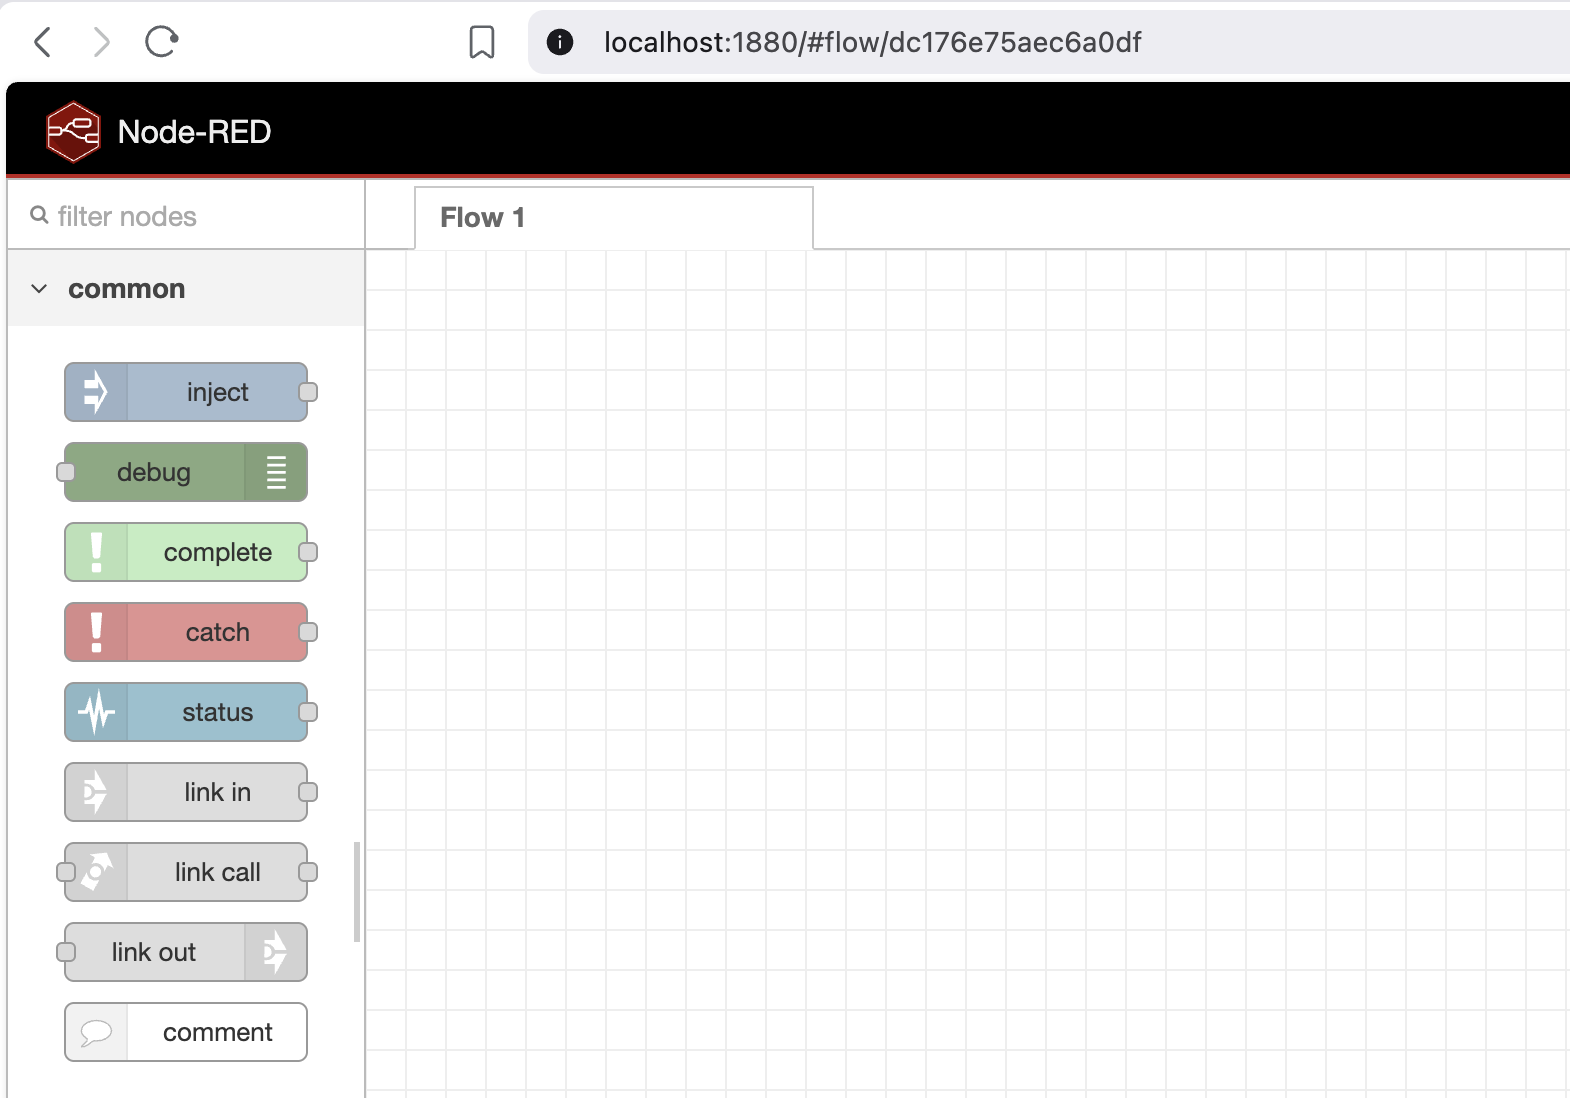 localhost:1880/#flow/dc176e75aec6a0df
Node-RED
filter nodes
Flow 1
common
inject
debug
complete
catch
status
link in
link call
link out
comment